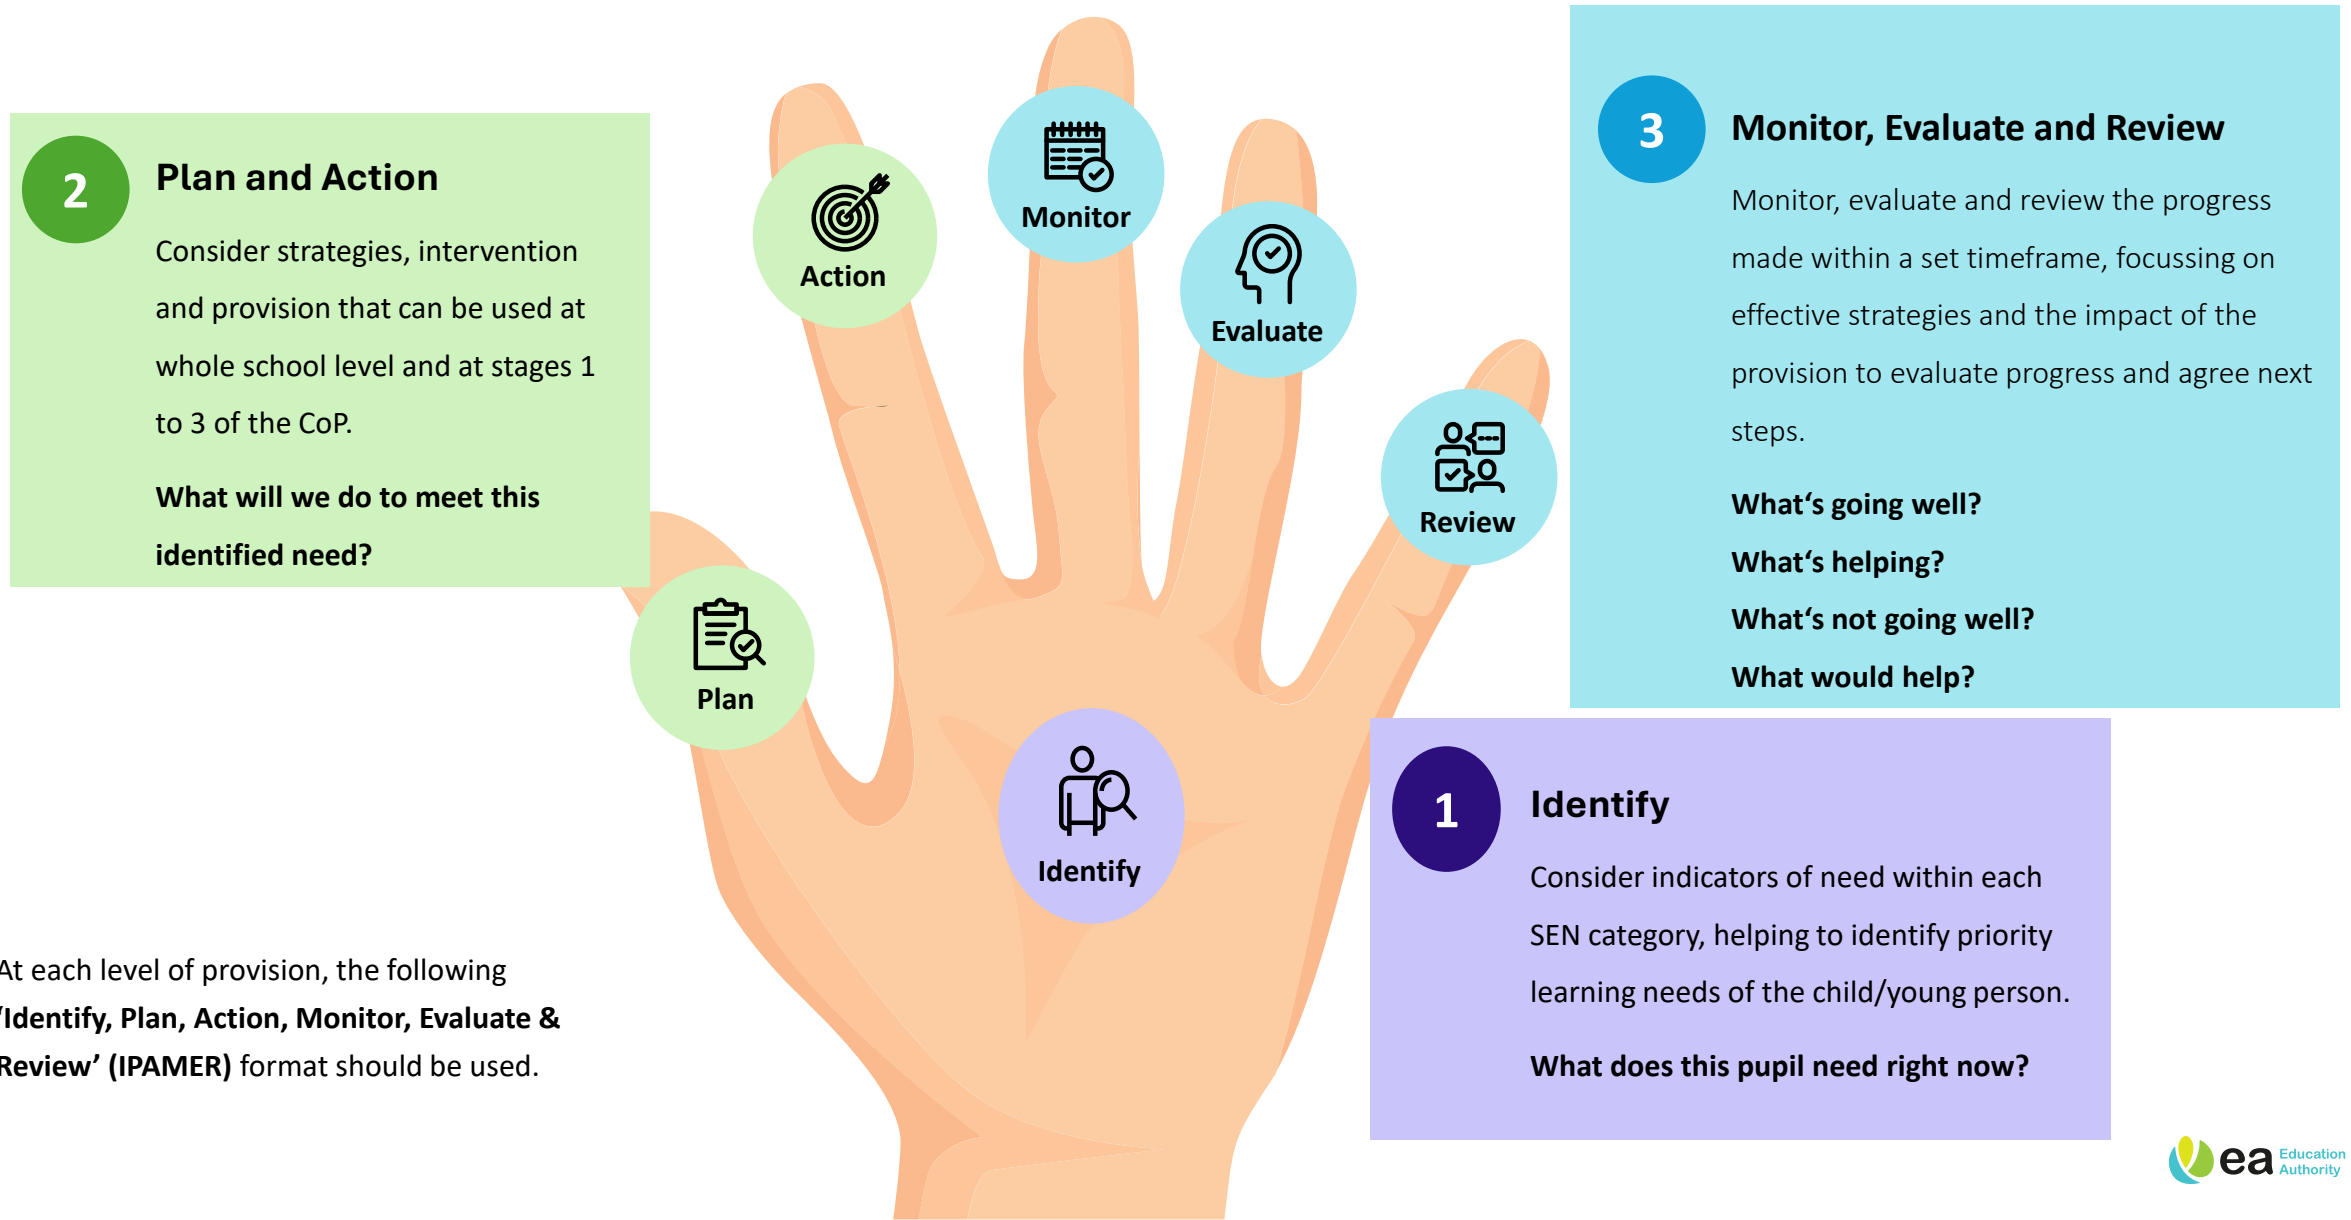 2
Plan and Action
Consider strategies, intervention
and provision that can be used at
whole school level and at stages 1
to 3 of the CoP.
What will we do to meet this
identified need?
Action
Monitor
Evaluate
Review
Plan
Identify
3
Monitor, Evaluate and Review
Monitor, evaluate and review the progress
made within a set timeframe, focussing on
effective strategies and the impact of the
provision to evaluate progress and agree next
steps.
What‘s going well?
What‘s helping?
What‘s not going well?
What would help?
1
Identify
Consider indicators of need within each
SEN category, helping to identify priority
learning needs of the child/young person.
What does this pupil need right now?
At each level of provision, the following
‘Identify, Plan, Action, Monitor, Evaluate &
Review’ (IPAMER) format should be used.
ea Education
Authority